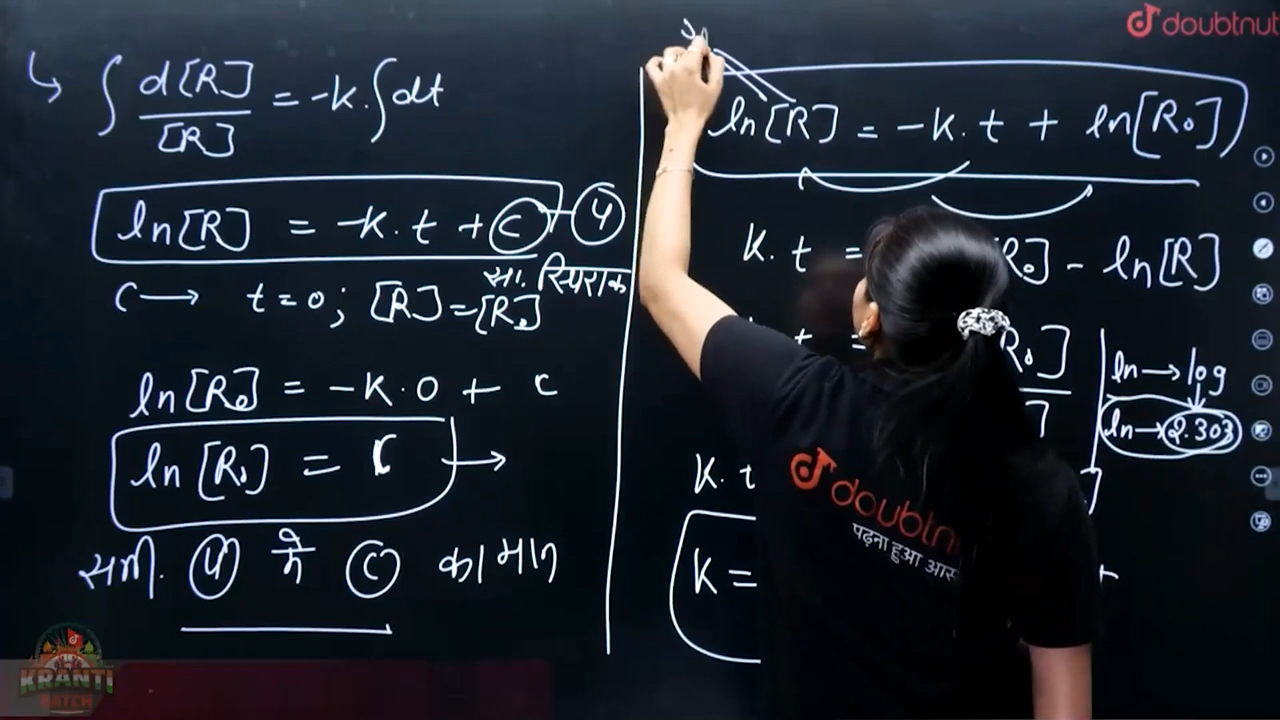 doubtnut
↳ ∫ d[R]/[R] = -K.∫dt
ln[R] = -K.t + C - 4
सा. स्थिरांक
C → t=0; [R]=[R₀]
ln[R₀] = -K.0 + C
ln[R₀] = C →
समी. 4 में C का मान
ln[R] = -K.t + ln[R₀]
K.t = R₀] - ln[R]
t = R₀]
ln → log
ln → 2.303
K.t
K =
doubtnut
पढ़ना हुआ आस
KRANTI
BATCH